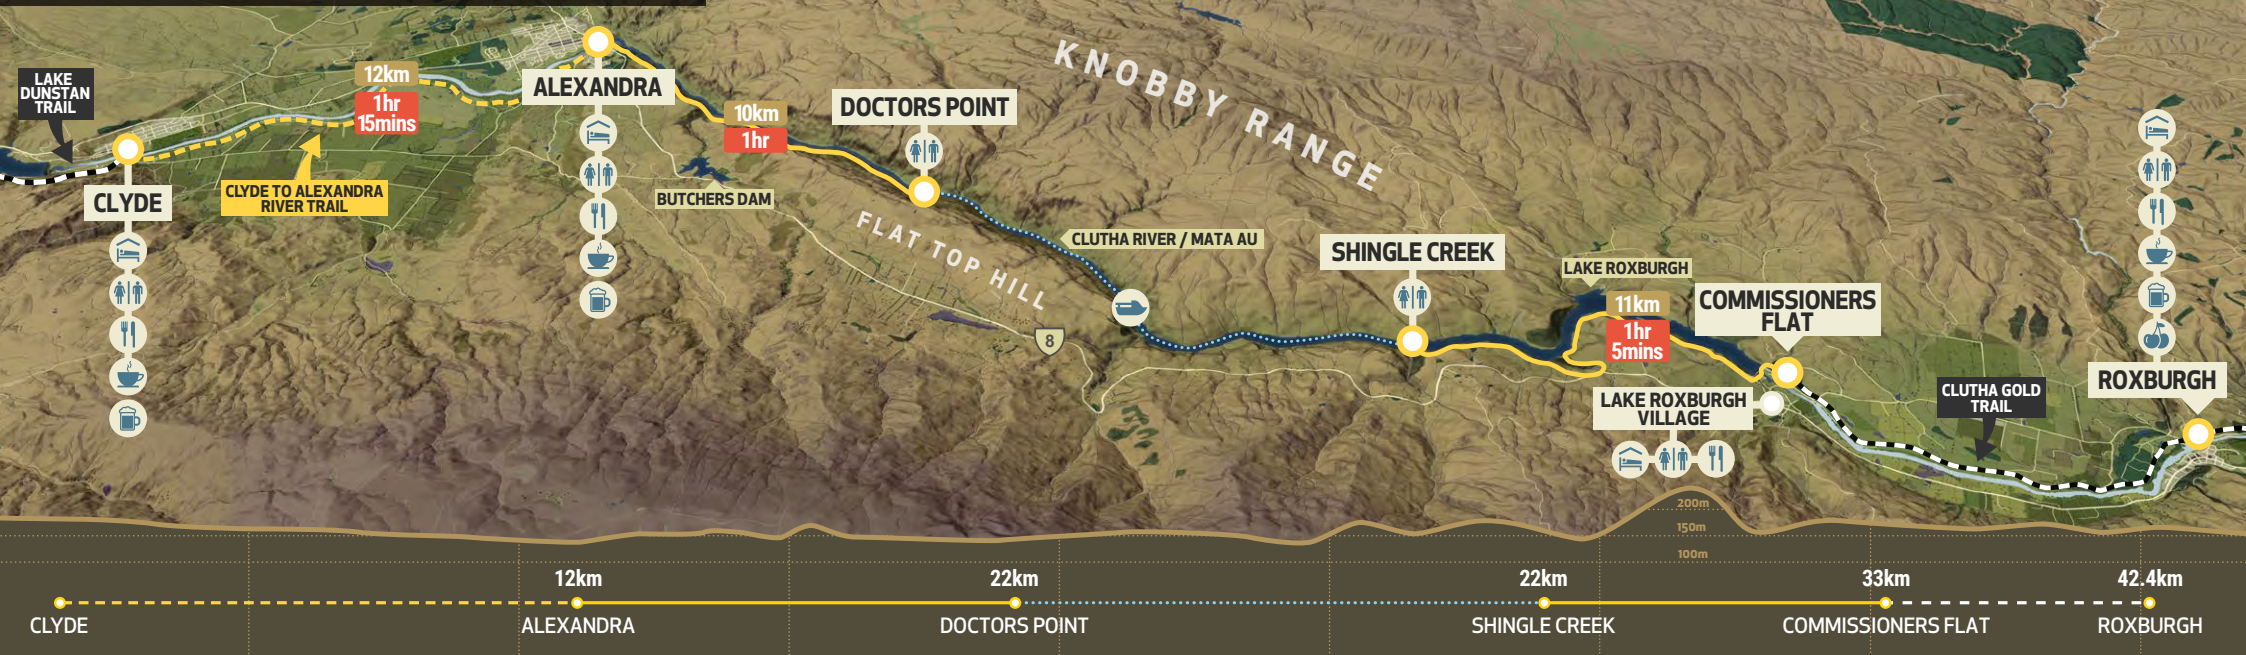 LAKE
DUNSTAN
TRAIL
CLYDE
12km
1hr
15mins
CLYDE TO ALEXANDRA
RIVER TRAIL
ALEXANDRA
10km
1hr
BUTCHERS DAM
DOCTORS POINT
KNOBBY RANGE
FLAT TOP HILL
CLUTHA RIVER / MATA AU
8
SHINGLE CREEK
LAKE ROXBURGH
11km
1hr
5mins
COMMISSIONERS
FLAT
LAKE ROXBURGH
VILLAGE
CLUTHA GOLD
TRAIL
ROXBURGH
200m
150m
100m
12km
22km
22km
33km
42.4km
CLYDE
ALEXANDRA
DOCTORS POINT
SHINGLE CREEK
COMMISSIONERS FLAT
ROXBURGH